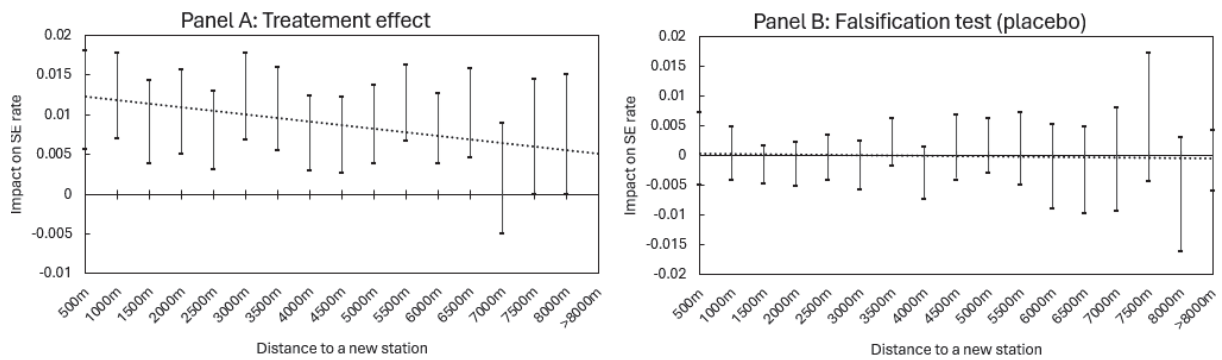 Panel A: Treatement effect
Impact on SE rate
0.02
0.015
0.01
0.005
0
-0.005
-0.01
500m
1000m
1500m
2000m
2500m
3000m
3500m
4000m
4500m
5000m
5500m
6000m
6500m
7000m
7500m
8000m
>8000m
Distance to a new station
Panel B: Falsification test (placebo)
Impact on SE rate
0.02
0.015
0.01
0.005
0
-0.005
-0.01
-0.015
-0.02
500m
1000m
1500m
2000m
2500m
3000m
3500m
4000m
4500m
5000m
5500m
6000m
6500m
7000m
7500m
8000m
>8000m
Distance to a new station